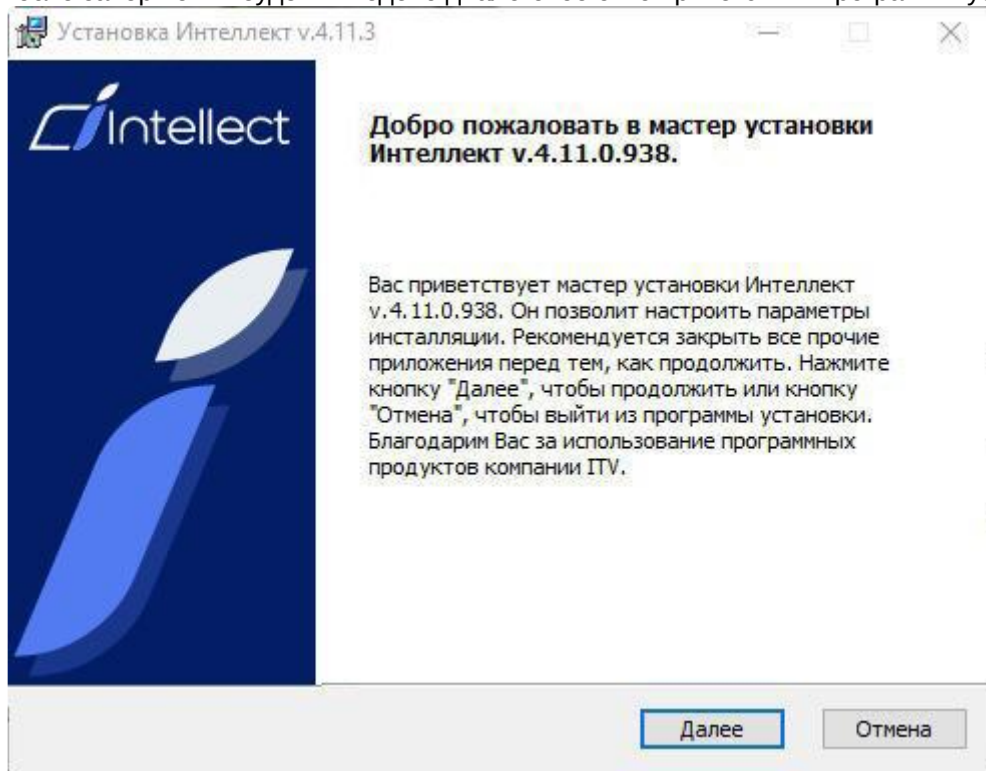 Установка Интеллект v.4.11.3
Intellect
Добро пожаловать в мастер установки
Интеллект v.4.11.0.938.
Вас приветствует мастер установки Интеллект
v.4.11.0.938. Он позволит настроить параметры
инсталляции. Рекомендуется закрыть все прочие
приложения перед тем, как продолжить. Нажмите
кнопку "Далее", чтобы продолжить или кнопку
"Отмена", чтобы выйти из программы установки.
Благодарим Вас за использование программных
продуктов компании ITV.
Далее
Отмена